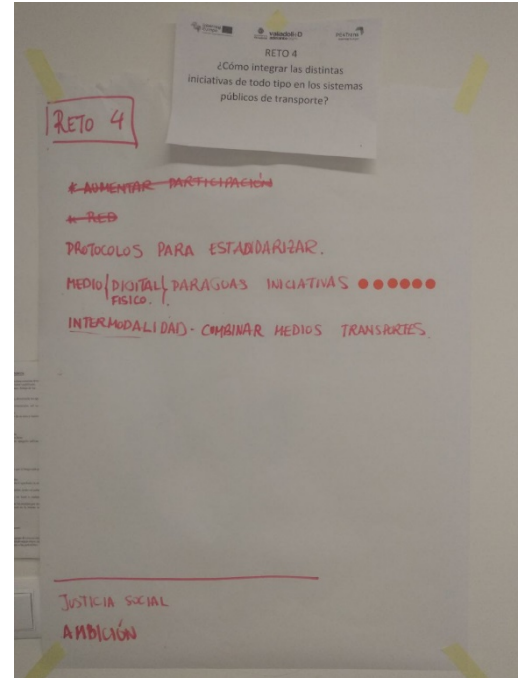 valladoliD
RETO 4
¿Cómo integrar las distintas
iniciativas de todo tipo en los sistemas
públicos de transporte?
RETO 4
* AUMENTAR PARTICIPACIÓN
* RED
PROTOCOLOS PARA ESTANDARIZAR.
MEDIO DIGITAL PARAGUAS INICIATIVAS
FISICO.
INTERMODALIDAD - COMBINAR MEDIOS TRANSPORTES.
JUSTICIA SOCIAL
AMBICIÓN